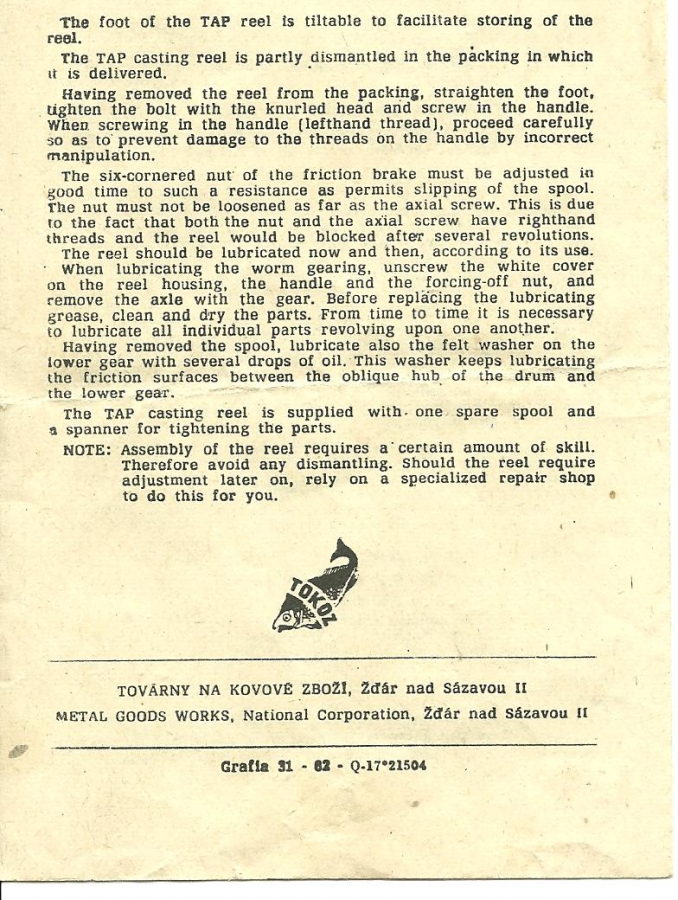 The foot of the TAP reel is tiltable to facilitate storing of the
reel.
The TAP casting reel is partly dismantled in the packing in which
it is delivered.
Having removed the reel from the packing, straighten the foot,
tighten the bolt with the knurled head and screw in the handle.
When screwing in the handle (lefthand thread), proceed carefully
so as to prevent damage to the threads on the handle by incorrect
manipulation.
The six-cornered nut of the friction brake must be adjusted in
good time to such a resistance as permits slipping of the spool.
The nut must not be loosened as far as the axial screw. This is due
to the fact that both the nut and the axial screw have righthand
threads and the reel would be blocked after several revolutions.
The reel should be lubricated now and then, according to its use.
When lubricating the worm gearing, unscrew the white cover
on the reel housing, the handle and the forcing-off nut, and
remove the axle with the gear. Before replacing the lubricating
grease, clean and dry the parts. From time to time it is necessary
to lubricate all individual parts revolving upon one another.
Having removed the spool, lubricate also the felt washer on the
lower gear with several drops of oil. This washer keeps lubricating
the friction surfaces between the oblique hub of the drum and
the lower gear.
The TAP casting reel is supplied with one spare spool and
a spanner for tightening the parts.
NOTE: Assembly of the reel requires a certain amount of skill.
Therefore avoid any dismantling. Should the reel require
adjustment later on, rely on a specialized repair shop
to do this for you.
TOKOZ
TOVÁRNY NA KOVOVÉ ZBOŽÍ, Žďár nad Sázavou II
METAL GOODS WORKS, National Corporation, Žďár nad Sázavou II
Grafia 31 - 62 - Q-17*21504